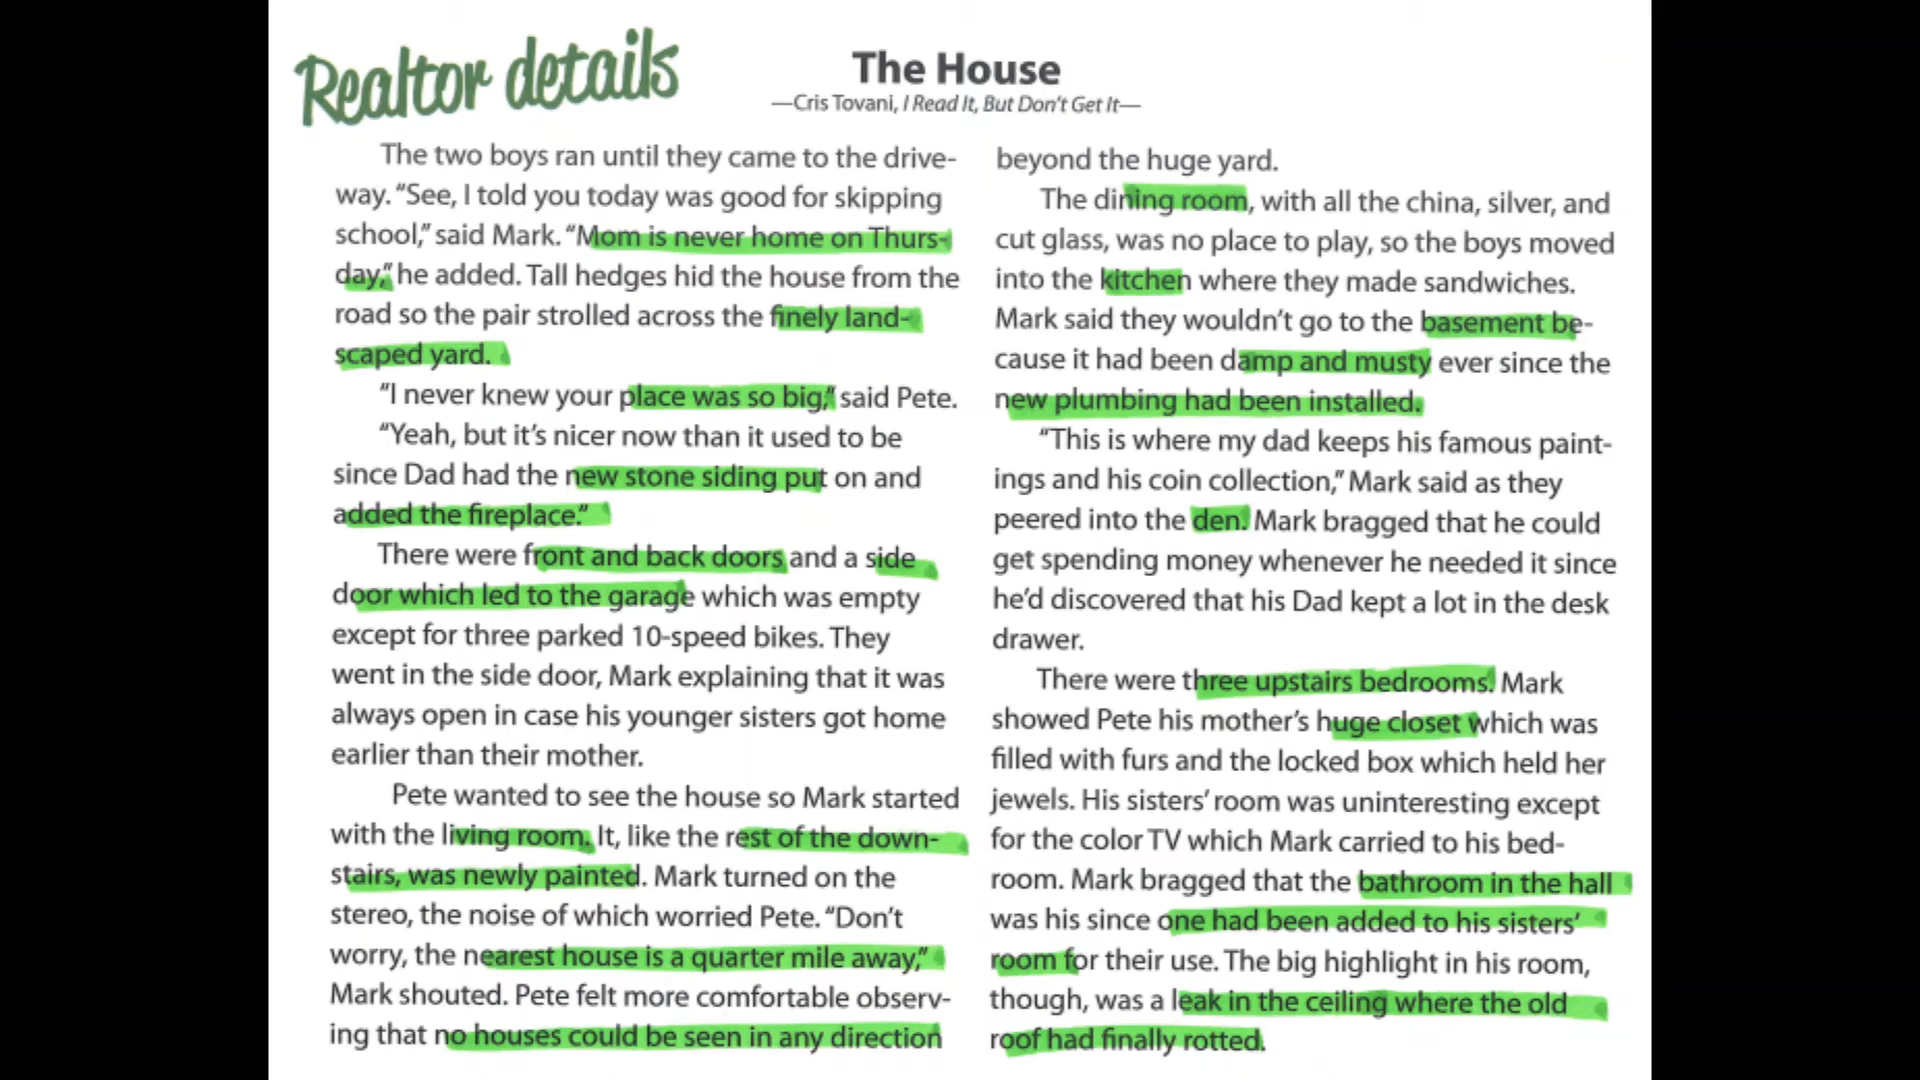 Realtor details
The House
—Cris Tovani, I Read It, But Don't Get It—
The two boys ran until they came to the drive-
way. “See, I told you today was good for skipping
school,” said Mark. “Mom is never home on Thurs-
day,” he added. Tall hedges hid the house from the
road so the pair strolled across the finely land-
scaped yard.
“I never knew your place was so big,” said Pete.
“Yeah, but it’s nicer now than it used to be
since Dad had the new stone siding put on and
added the fireplace.”
There were front and back doors and a side
door which led to the garage which was empty
except for three parked 10-speed bikes. They
went in the side door, Mark explaining that it was
always open in case his younger sisters got home
earlier than their mother.
Pete wanted to see the house so Mark started
with the living room. It, like the rest of the down-
stairs, was newly painted. Mark turned on the
stereo, the noise of which worried Pete. “Don’t
worry, the nearest house is a quarter mile away,”
Mark shouted. Pete felt more comfortable observ-
ing that no houses could be seen in any direction
beyond the huge yard.
The dining room, with all the china, silver, and
cut glass, was no place to play, so the boys moved
into the kitchen where they made sandwiches.
Mark said they wouldn’t go to the basement be-
cause it had been damp and musty ever since the
new plumbing had been installed.
“This is where my dad keeps his famous paint-
ings and his coin collection,” Mark said as they
peered into the den. Mark bragged that he could
get spending money whenever he needed it since
he’d discovered that his Dad kept a lot in the desk
drawer.
There were three upstairs bedrooms. Mark
showed Pete his mother’s huge closet which was
filled with furs and the locked box which held her
jewels. His sisters’ room was uninteresting except
for the color TV which Mark carried to his bed-
room. Mark bragged that the bathroom in the hall
was his since one had been added to his sisters’
room for their use. The big highlight in his room,
though, was a leak in the ceiling where the old
roof had finally rotted.